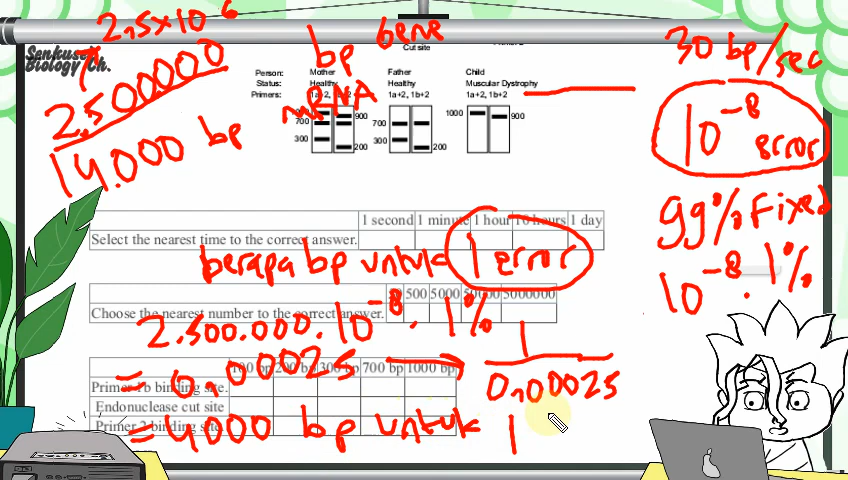 2,5x10⁶
bp gene
Senkuse
Biology Ch.
Cut site
30 bp/sec
2.500000
Person: Mother Father Child
Status: Healthy Healthy Muscular Dystrophy
Primers: 1a+2, 1a+2, 1b+2 1a+2, 1b+2
mRNA
10⁻⁸ error
14.000 bp
700 900 700 1000 900
300 200 300 200
99% Fixed
1 second 1 minute 1 hour 10 hours 1 day
Select the nearest time to the correct answer.
berapa bp untuk 1 error
10⁻⁸. 1%
500 5000 50000 5000000
Choose the nearest number to the correct answer.
2.500.000.10⁻⁸. 1%
= 0,00025 → 1
0,00025
100 bp 200 bp 300 bp 700 bp 1000 bp
Primer 1b binding site.
Endonuclease cut site
Primer 2 binding site.
= 4000 bp untuk 1